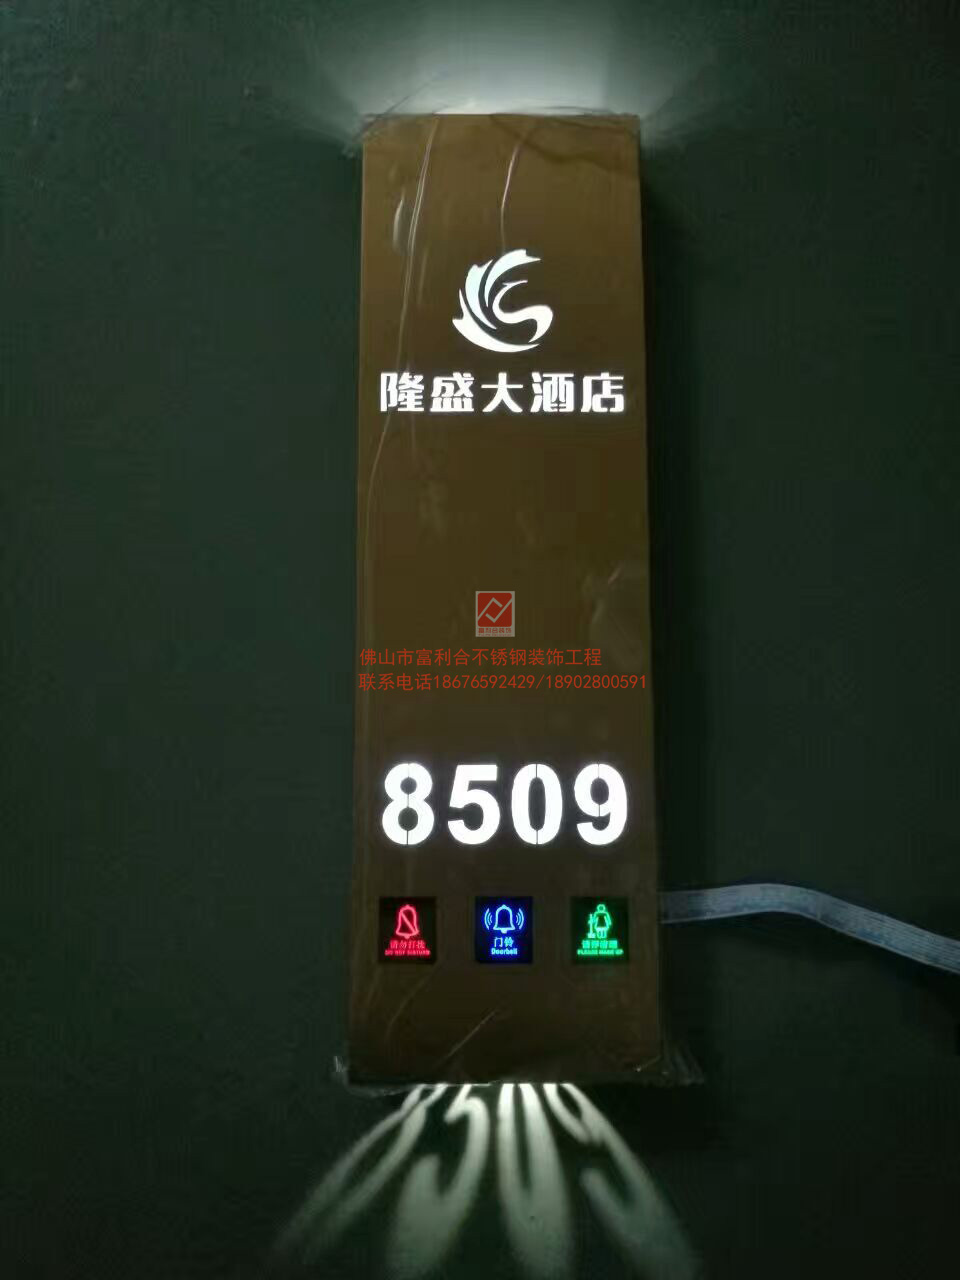 隆盛大酒店
佛山市富利合不锈钢装饰工程
联系电话18676592429/18902800591
8509
请勿打扰
DO NOT DISTURB
门铃
Doorbell
请即清理
PLEASE MAKE UP
8509